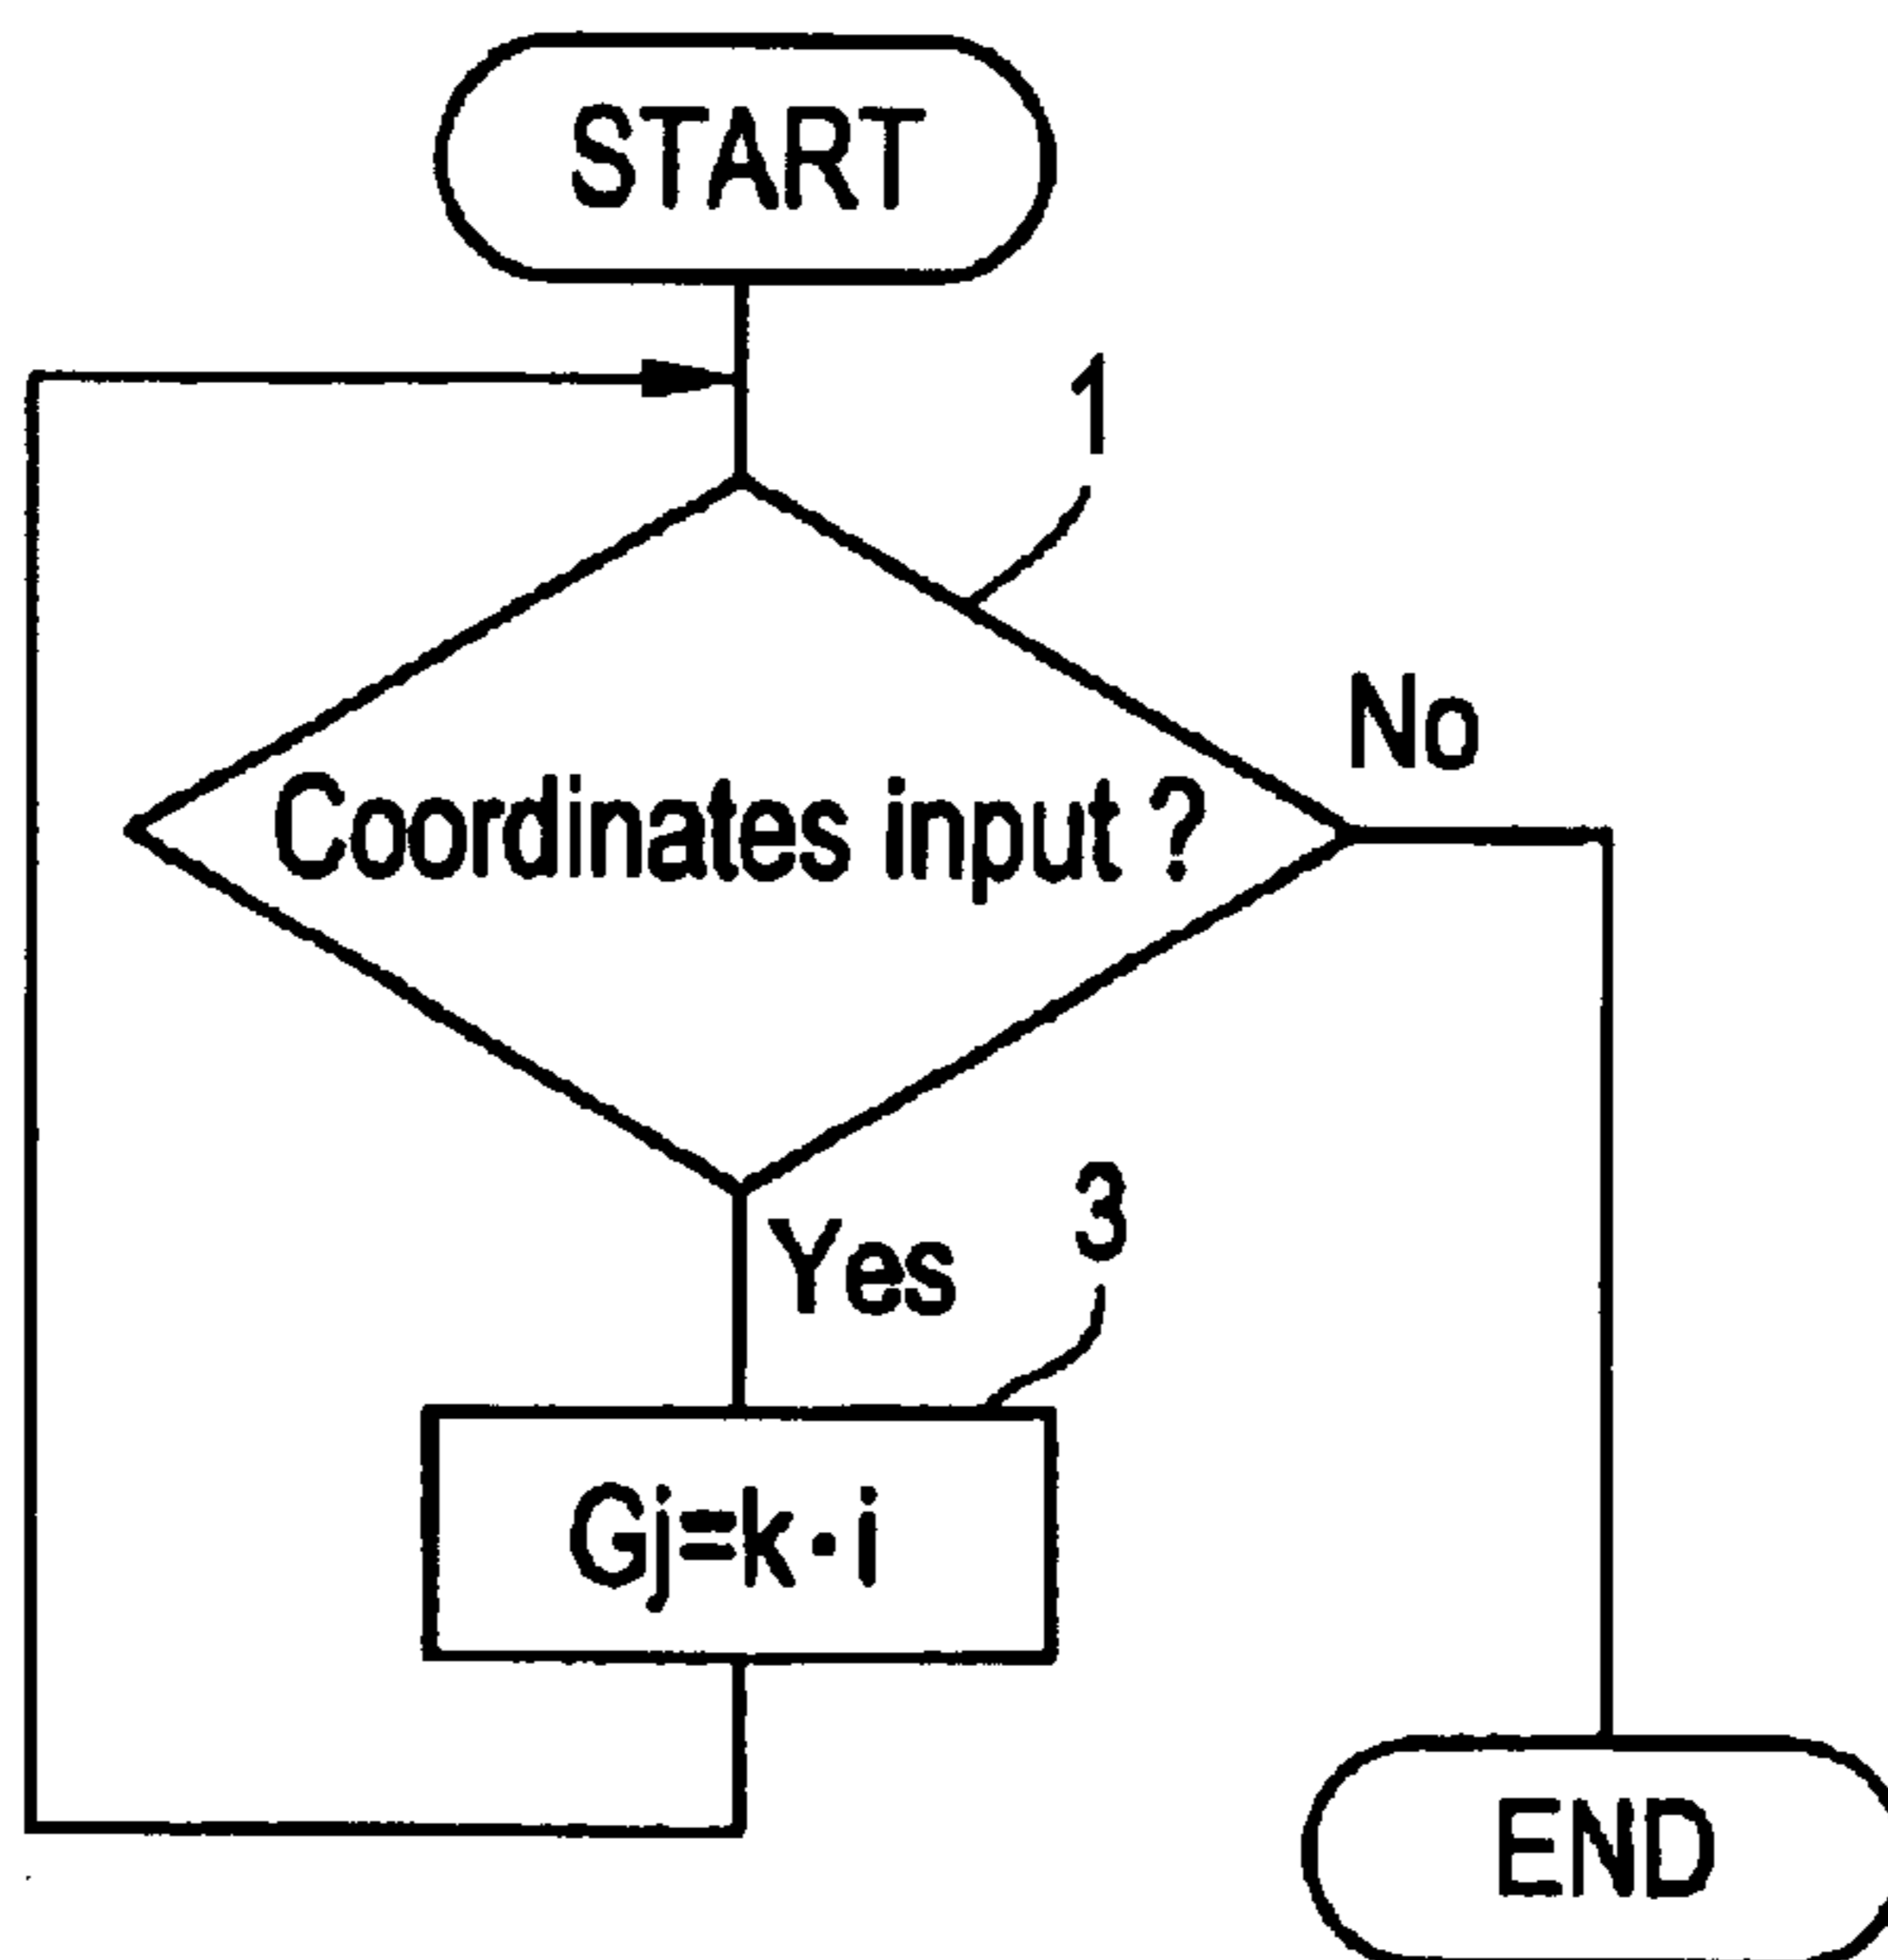 START
1
No
Coordinates input ?
Yes
3
Gj=k·i
END